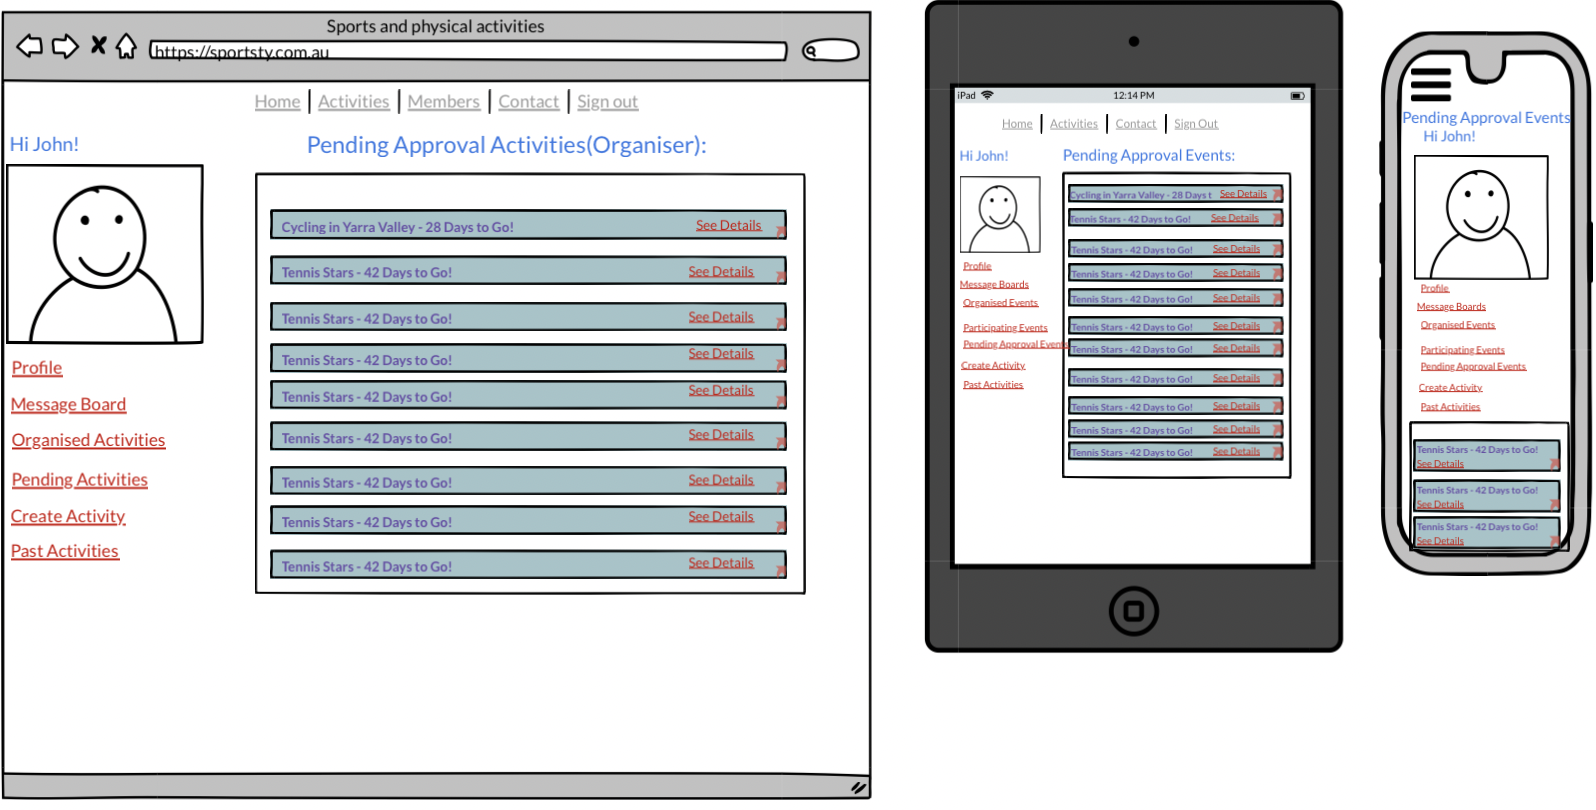 Sports and physical activities
https://sportsty.com.au
Home | Activities | Members | Contact | Sign out
Hi John!
Pending Approval Activities(Organiser):
Cycling in Yarra Valley - 28 Days to Go! See Details
Tennis Stars - 42 Days to Go! See Details
Tennis Stars - 42 Days to Go! See Details
Tennis Stars - 42 Days to Go! See Details
Tennis Stars - 42 Days to Go! See Details
Tennis Stars - 42 Days to Go! See Details
Tennis Stars - 42 Days to Go! See Details
Tennis Stars - 42 Days to Go! See Details
Tennis Stars - 42 Days to Go! See Details
Profile
Message Board
Organised Activities
Pending Activities
Create Activity
Past Activities
iPad 12:14 PM
Home | Activities | Contact | Sign Out
Hi John!
Pending Approval Events:
Cycling in Yarra Valley - 28 Days t See Details
Tennis Stars - 42 Days to Go! See Details
Tennis Stars - 42 Days to Go! See Details
Tennis Stars - 42 Days to Go! See Details
Tennis Stars - 42 Days to Go! See Details
Tennis Stars - 42 Days to Go! See Details
Tennis Stars - 42 Days to Go! See Details
Tennis Stars - 42 Days to Go! See Details
Tennis Stars - 42 Days to Go! See Details
Tennis Stars - 42 Days to Go! See Details
Tennis Stars - 42 Days to Go! See Details
Profile
Message Boards
Organised Events
Participating Events
Pending Approval Events
Create Activity
Past Activities
Pending Approval Events
Hi John!
Profile
Message Boards
Organised Events
Participating Events
Pending Approval Events
Create Activity
Past Activities
Tennis Stars - 42 Days to Go!
See Details
Tennis Stars - 42 Days to Go!
See Details
Tennis Stars - 42 Days to Go!
See Details